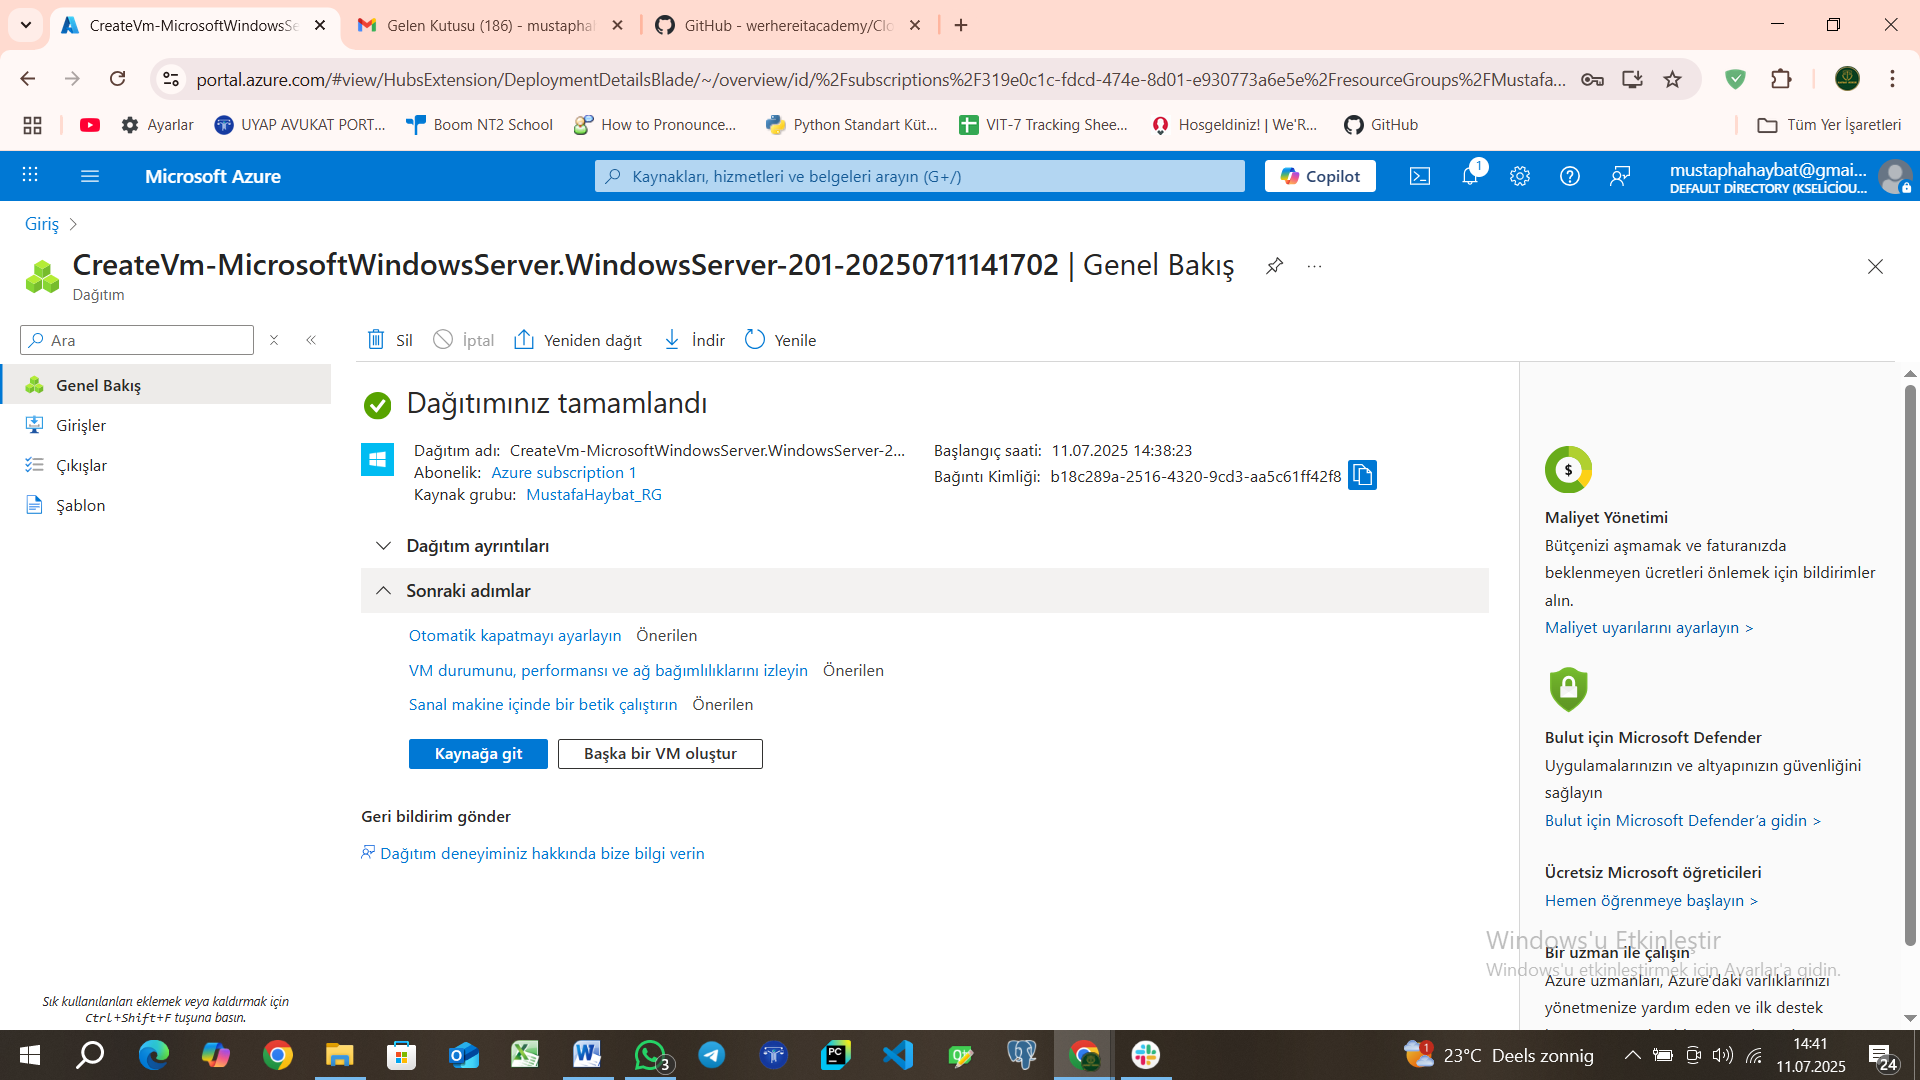 CreateVm-MicrosoftWindowsSe
Gelen Kutusu (186) - mustaphal
GitHub - werhereitacademy/Clo
portal.azure.com/#view/HubsExtension/DeploymentDetailsBlade/~/overview/id/%2Fsubscriptions%2F319e0c1c-fdcd-474e-8d01-e930773a6e5e%2FresourceGroups%2FMustafa...
Ayarlar
UYAP AVUKAT PORT...
Boom NT2 School
How to Pronounce...
Python Standart Küt...
VIT-7 Tracking Shee...
Hosgeldiniz! | We'R...
GitHub
Tüm Yer İşaretleri
Microsoft Azure
Kaynakları, hizmetleri ve belgeleri arayın (G+/)
Copilot
1
mustaphahaybat@gmai...
DEFAULT DİRECTORY (KSELİCİOU...
Giriş
CreateVm-MicrosoftWindowsServer.WindowsServer-201-20250711141702 | Genel Bakış
Dağıtım
Ara
Sil
İptal
Yeniden dağıt
İndir
Yenile
Genel Bakış
Girişler
Çıkışlar
Şablon
Dağıtımınız tamamlandı
Dağıtım adı: CreateVm-MicrosoftWindowsServer.WindowsServer-2...
Abonelik: Azure subscription 1
Kaynak grubu: MustafaHaybat_RG
Başlangıç saati: 11.07.2025 14:38:23
Bağıntı Kimliği: b18c289a-2516-4320-9cd3-aa5c61ff42f8
Dağıtım ayrıntıları
Sonraki adımlar
Otomatik kapatmayı ayarlayın Önerilen
VM durumunu, performansı ve ağ bağımlılıklarını izleyin Önerilen
Sanal makine içinde bir betik çalıştırın Önerilen
Kaynağa git
Başka bir VM oluştur
Geri bildirim gönder
Dağıtım deneyiminiz hakkında bize bilgi verin
Maliyet Yönetimi
Bütçenizi aşmamak ve faturanızda
beklenmeyen ücretleri önlemek için bildirimler
alın.
Maliyet uyarılarını ayarlayın >
Bulut için Microsoft Defender
Uygulamalarınızın ve altyapınızın güvenliğini
sağlayın
Bulut için Microsoft Defender'a gidin >
Ücretsiz Microsoft öğreticileri
Hemen öğrenmeye başlayın >
Windows'u Etkinleştir
Bir uzman ile çalışın
Windows'u etkinleştirmek için Ayarlar'a gidin.
Azure uzmanları, Azure'daki varlıklarınızı
yönetmenize yardım eden ve ilk destek
Sık kullanılanları eklemek veya kaldırmak için
Ctrl+Shift+F tuşuna basın.
3
1
23°C Deels zonnig
14:41
11.07.2025
24